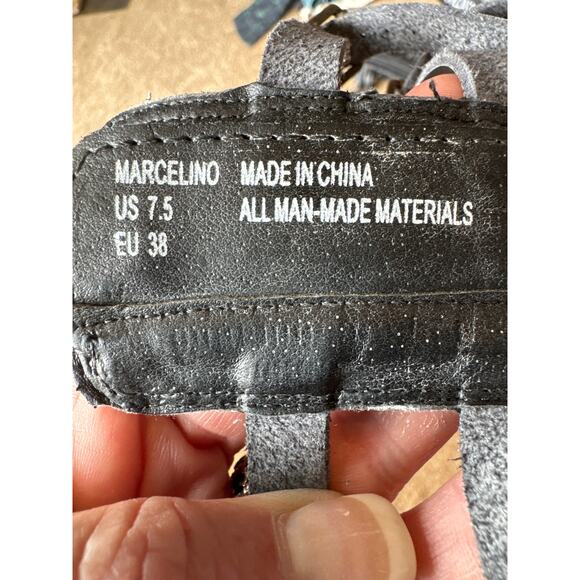 MARCELINO MADE IN CHINA
US 7.5 ALL MAN-MADE MATERIALS
EU 38